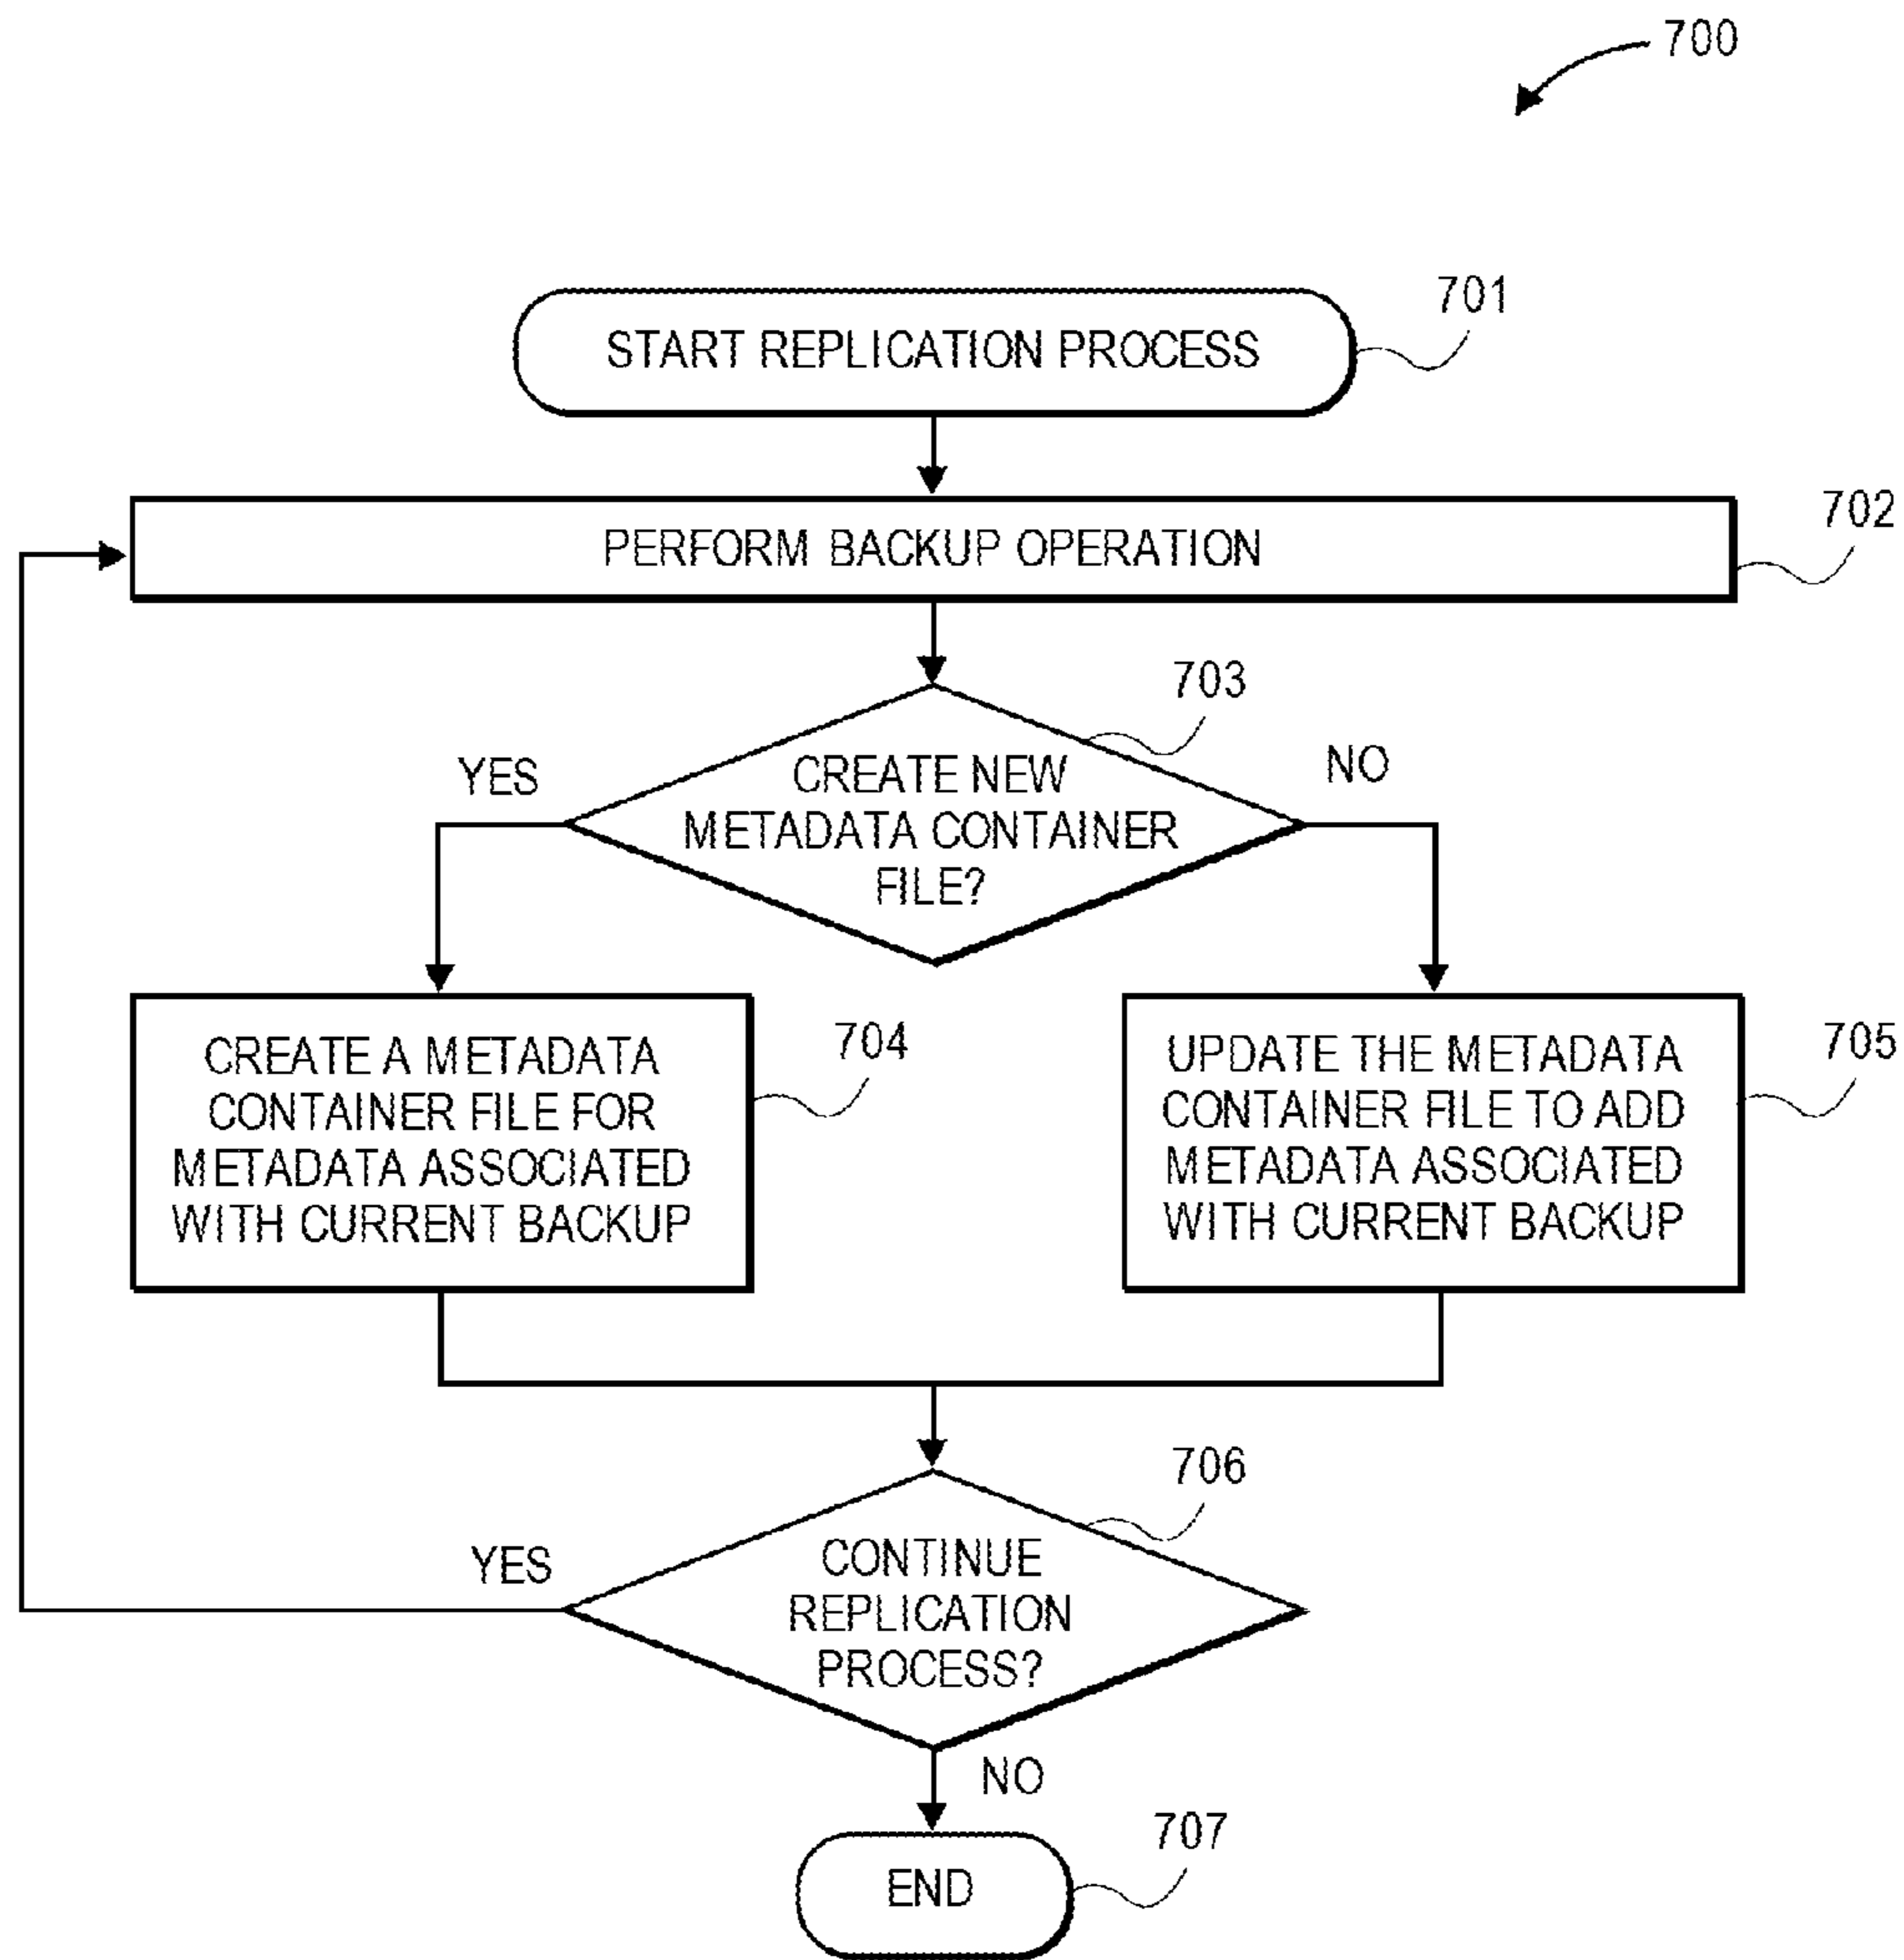 700
START REPLICATION PROCESS
701
PERFORM BACKUP OPERATION
702
703
YES
NO
CREATE NEW
METADATA CONTAINER
FILE?
CREATE A METADATA
CONTAINER FILE FOR
METADATA ASSOCIATED
WITH CURRENT BACKUP
704
UPDATE THE METADATA
CONTAINER FILE TO ADD
METADATA ASSOCIATED
WITH CURRENT BACKUP
705
706
YES
CONTINUE
REPLICATION
PROCESS?
NO
707
END